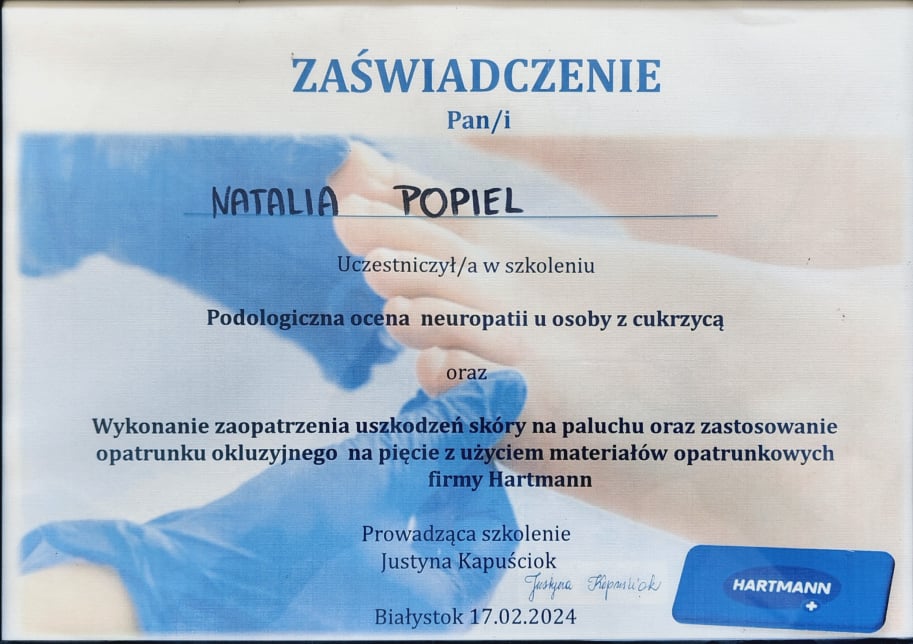 ZAŚWIADCZENIE
Pan/i
NATALIA POPIEL
Uczestniczył/a w szkoleniu
Podologiczna ocena neuropatii u osoby z cukrzycą
oraz
Wykonanie zaopatrzenia uszkodzeń skóry na paluchu oraz zastosowanie
opatrunku okluzyjnego na pięcie z użyciem materiałów opatrunkowych
firmy Hartmann
Prowadząca szkolenie
Justyna Kapuściok
Justyna Kapuściok
HARTMANN
Białystok 17.02.2024